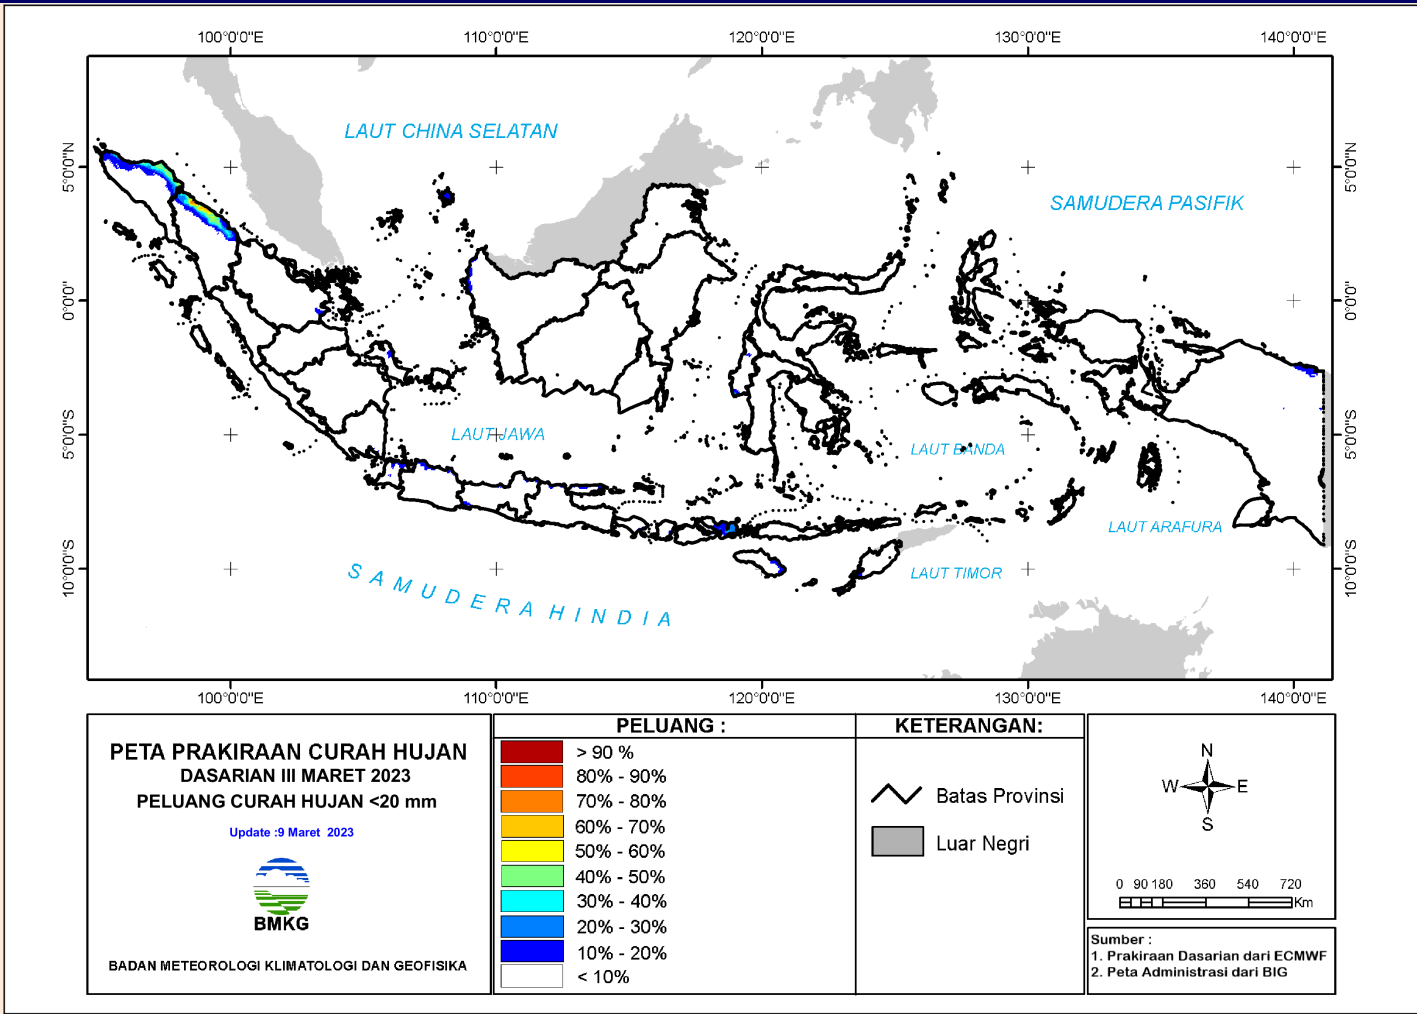 100°0'0"E 110°0'0"E 120°0'0"E 130°0'0"E 140°0'0"E
LAUT CHINA SELATAN
5°0'0"N
5°0'0"N
SAMUDERA PASIFIK
0°0'0"
0°0'0"
LAUT JAWA
5°0'0"S
5°0'0"S
LAUT BANDA
LAUT ARAFURA
10°0'0"S
10°0'0"S
LAUT TIMOR
SAMUDERA HINDIA
100°0'0"E 110°0'0"E 120°0'0"E 130°0'0"E 140°0'0"E
PETA PRAKIRAAN CURAH HUJAN
DASARIAN III MARET 2023
PELUANG CURAH HUJAN <20 mm
Update :9 Maret 2023
BMKG
BADAN METEOROLOGI KLIMATOLOGI DAN GEOFISIKA
PELUANG :
> 90 %
80% - 90%
70% - 80%
60% - 70%
50% - 60%
40% - 50%
30% - 40%
20% - 30%
10% - 20%
< 10%
KETERANGAN:
Batas Provinsi
Luar Negri
N
W E
S
0 90 180 360 540 720
Km
Sumber :
1. Prakiraan Dasarian dari ECMWF
2. Peta Administrasi dari BIG